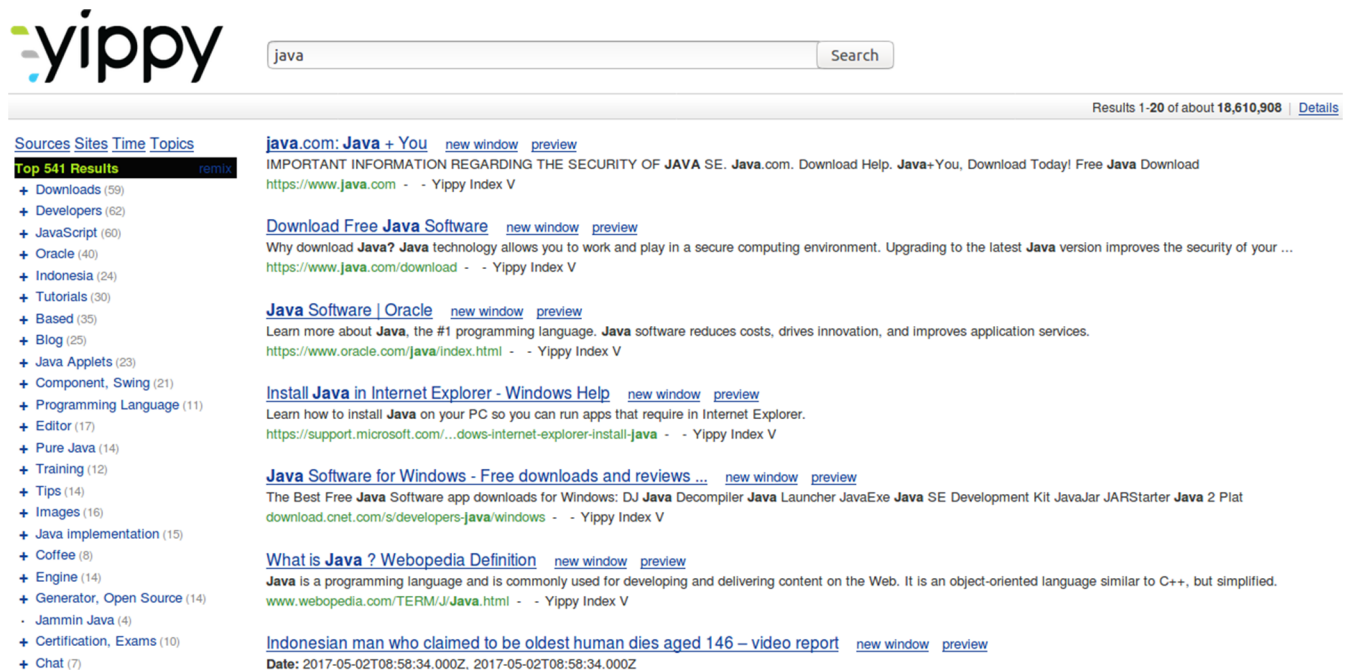 yippy
java Search
Results 1-20 of about 18,610,908 | Details
Sources Sites Time Topics
Top 541 Results remix
+ Downloads (59)
+ Developers (62)
+ JavaScript (60)
+ Oracle (40)
+ Indonesia (24)
+ Tutorials (30)
+ Based (35)
+ Blog (25)
+ Java Applets (23)
+ Component, Swing (21)
+ Programming Language (11)
+ Editor (17)
+ Pure Java (14)
+ Training (12)
+ Tips (14)
+ Images (16)
+ Java implementation (15)
+ Coffee (8)
+ Engine (14)
+ Generator, Open Source (14)
· Jammin Java (4)
+ Certification, Exams (10)
+ Chat (7)
java.com: Java + You new window preview
IMPORTANT INFORMATION REGARDING THE SECURITY OF JAVA SE. Java.com. Download Help. Java+You, Download Today! Free Java Download
https://www.java.com - - Yippy Index V
Download Free Java Software new window preview
Why download Java? Java technology allows you to work and play in a secure computing environment. Upgrading to the latest Java version improves the security of your ...
https://www.java.com/download - - Yippy Index V
Java Software | Oracle new window preview
Learn more about Java, the #1 programming language. Java software reduces costs, drives innovation, and improves application services.
https://www.oracle.com/java/index.html - - Yippy Index V
Install Java in Internet Explorer - Windows Help new window preview
Learn how to install Java on your PC so you can run apps that require in Internet Explorer.
https://support.microsoft.com/...dows-internet-explorer-install-java - - Yippy Index V
Java Software for Windows - Free downloads and reviews ... new window preview
The Best Free Java Software app downloads for Windows: DJ Java Decompiler Java Launcher JavaExe Java SE Development Kit JavaJar JARStarter Java 2 Plat
download.cnet.com/s/developers-java/windows - - Yippy Index V
What is Java ? Webopedia Definition new window preview
Java is a programming language and is commonly used for developing and delivering content on the Web. It is an object-oriented language similar to C++, but simplified.
www.webopedia.com/TERM/J/Java.html - - Yippy Index V
Indonesian man who claimed to be oldest human dies aged 146 – video report new window preview
Date: 2017-05-02T08:58:34.000Z, 2017-05-02T08:58:34.000Z